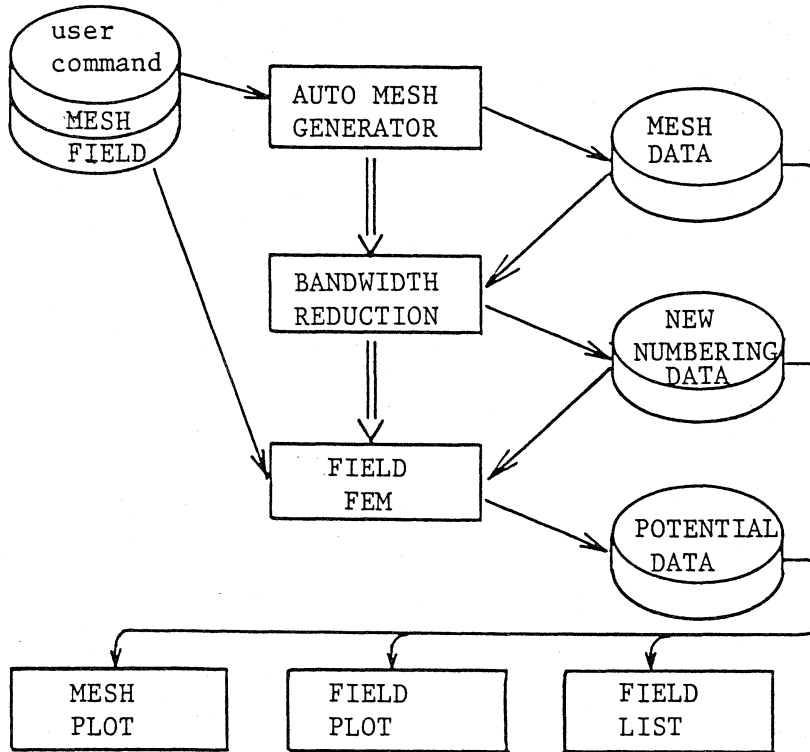 user
command
MESH
FIELD
AUTO MESH
GENERATOR
MESH
DATA
BANDWIDTH
REDUCTION
NEW
NUMBERING
DATA
FIELD
FEM
POTENTIAL
DATA
MESH
PLOT
FIELD
PLOT
FIELD
LIST